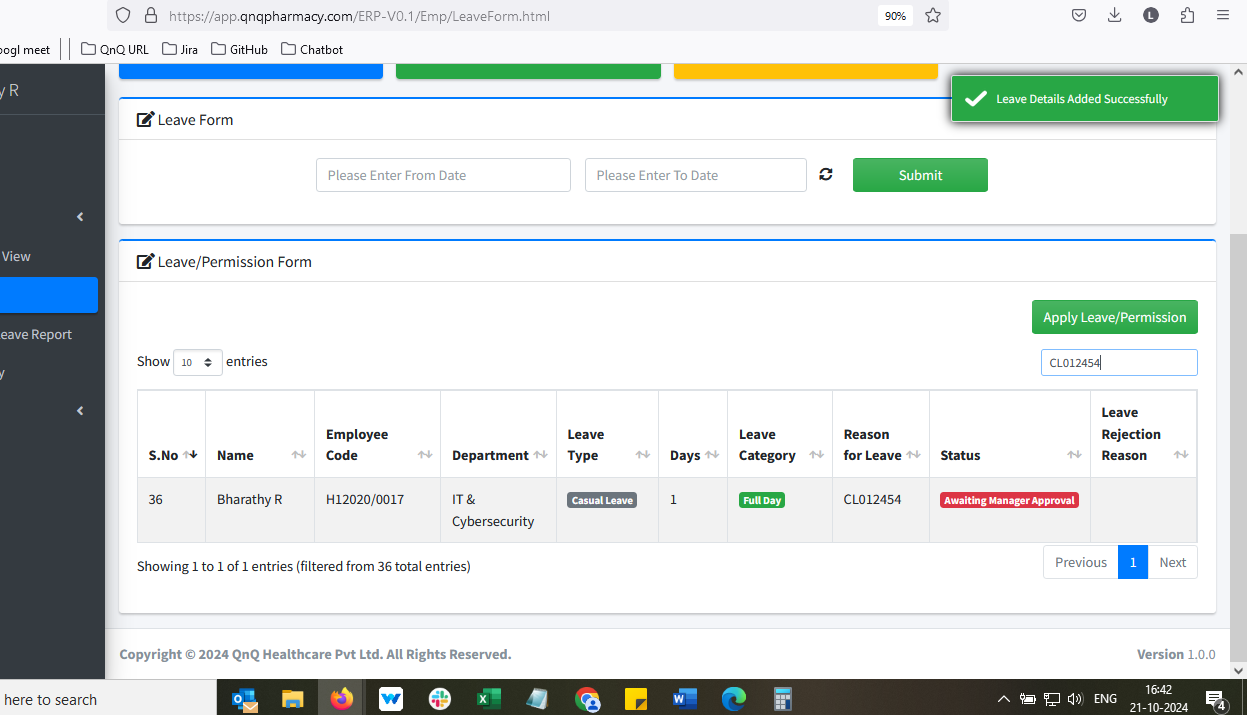 https://app.qnqpharmacy.com/ERP-V0.1/Emp/LeaveForm.html
90%
L
oogl meet
QnQ URL
Jira
GitHub
Chatbot
y R
View
eave Report
y
Leave Details Added Successfully
Leave Form
Please Enter From Date
Please Enter To Date
Submit
Leave/Permission Form
Apply Leave/Permission
Show 10 entries
CL012454
S.No
Name
Employee
Code
Department
Leave
Type
Days
Leave
Category
Reason
for Leave
Status
Leave
Rejection
Reason
36
Bharathy R
H12020/0017
IT &
Cybersecurity
Casual Leave
1
Full Day
CL012454
Awaiting Manager Approval
Showing 1 to 1 of 1 entries (filtered from 36 total entries)
Previous
1
Next
Copyright © 2024 QnQ Healthcare Pvt Ltd. All Rights Reserved.
Version 1.0.0
here to search
ENG
16:42
21-10-2024
4